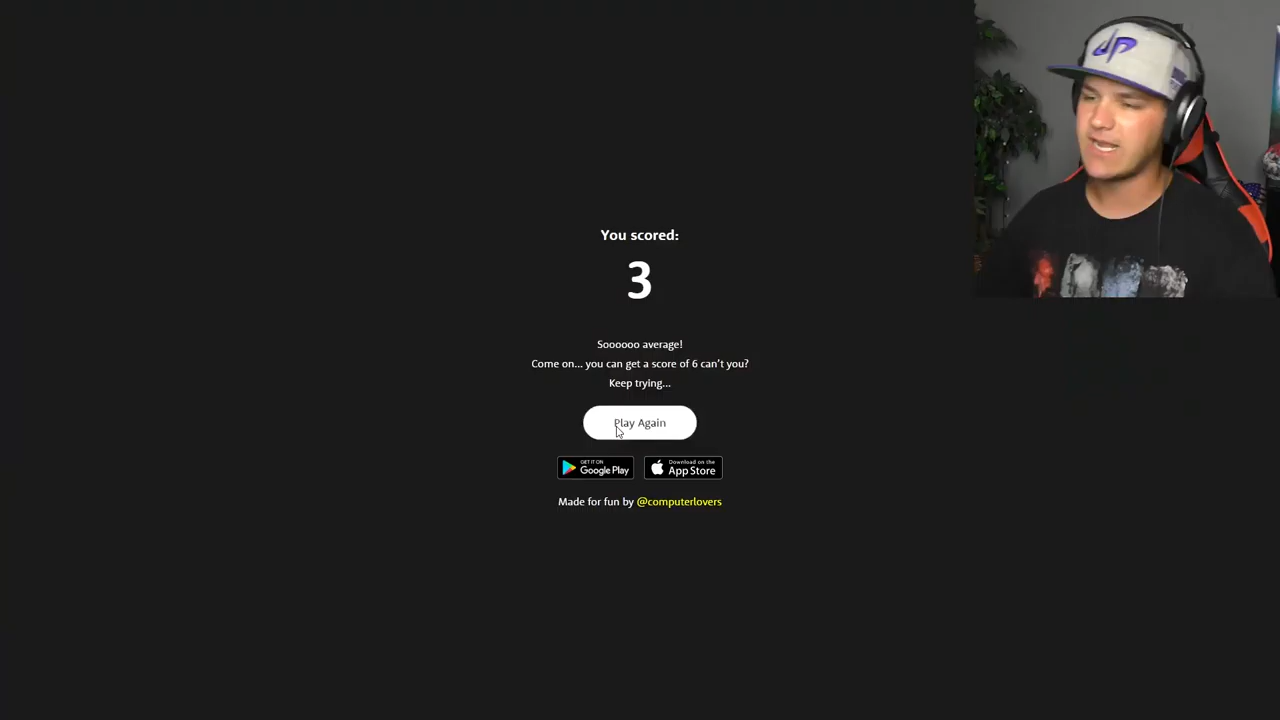 You scored:
3
Soooooo average!
Come on... you can get a score of 6 can't you?
Keep trying...
Play Again
GET IT ON
Google Play
Download on the
App Store
Made for fun by @computerlovers
dp